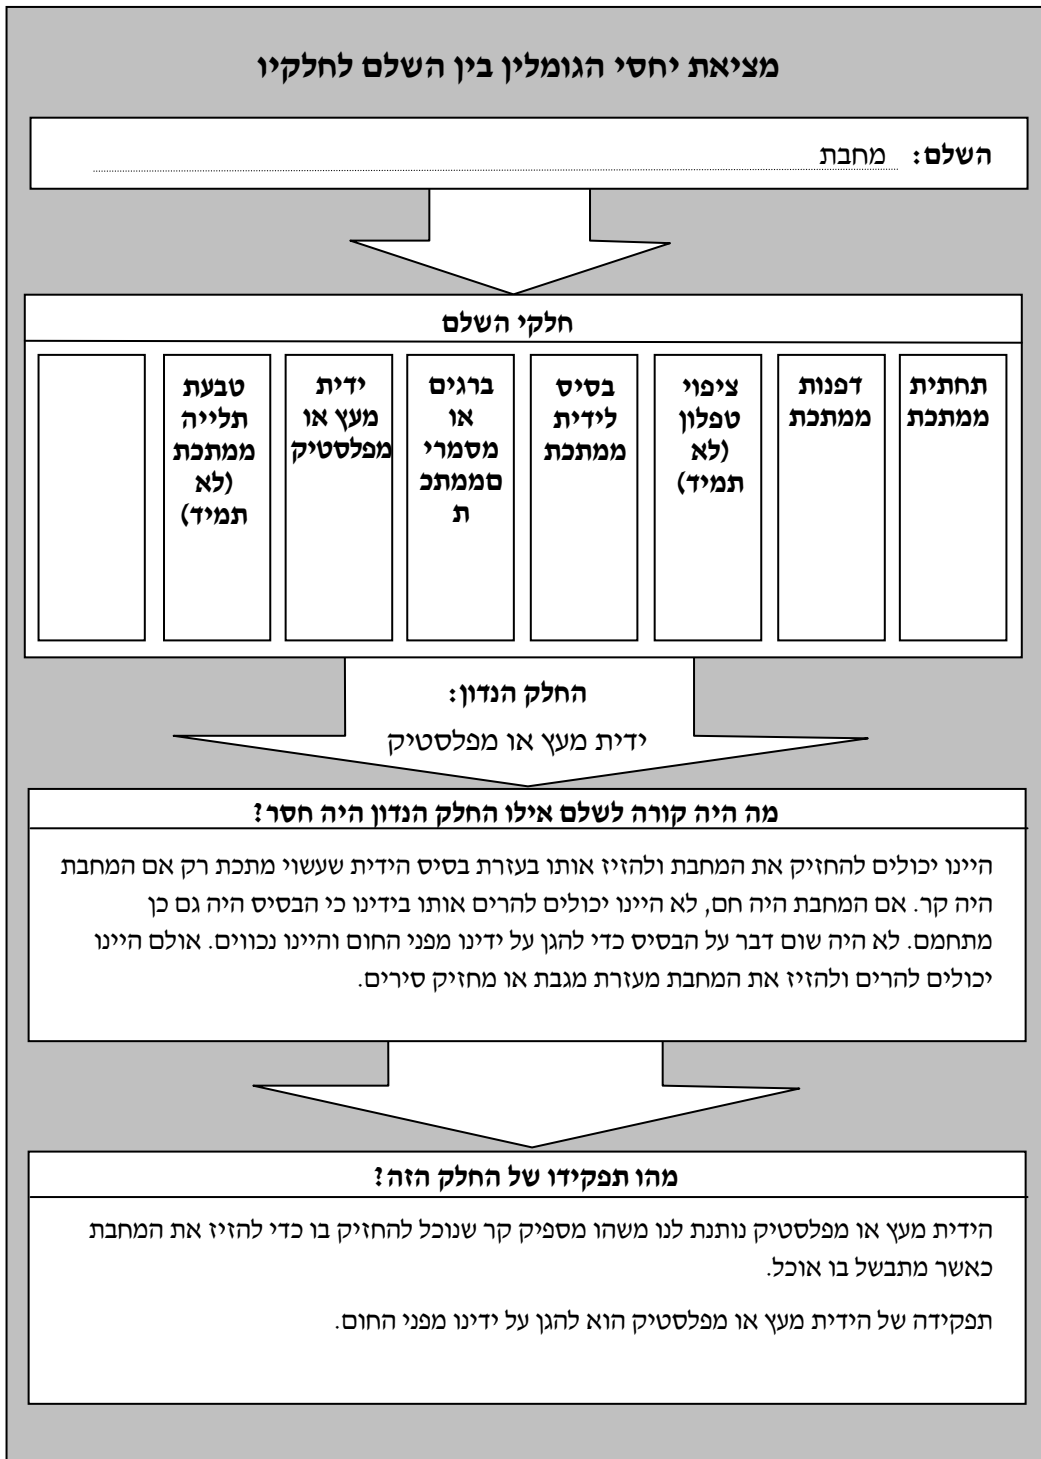 מציאת יחסי הגומלין בין השלם לחלקיו
השלם: מחבת
חלקי השלם
תחתית
ממתכת
דפנות
ממתכת
ציפוי
טפלון
(לא
תמיד)
בסיס
לידית
ממתכת
ברגים
או
מסמרי
םממתכ
ת
ידית
מעץ או
מפלסטיק
טבעת
תלייה
ממתכת
(לא
תמיד)
החלק הנדון:
ידית מעץ או מפלסטיק
מה היה קורה לשלם אילו החלק הנדון היה חסר?
היינו יכולים להחזיק את המחבת ולהזיז אותו בעזרת בסיס הידית שעשוי מתכת רק אם המחבת
היה קר. אם המחבת היה חם, לא היינו יכולים להרים אותו בידינו כי הבסיס היה גם כן
מתחמם. לא היה שום דבר על הבסיס כדי להגן על ידינו מפני החום והיינו נכווים. אולם היינו
יכולים להרים ולהזיז את המחבת מעזרת מגבת או מחזיק סירים.
מהו תפקידו של החלק הזה?
הידית מעץ או מפלסטיק נותנת לנו משהו מספיק קר שנוכל להחזיק בו כדי להזיז את המחבת
כאשר מתבשל בו אוכל.
תפקידה של הידית מעץ או מפלסטיק הוא להגן על ידינו מפני החום.